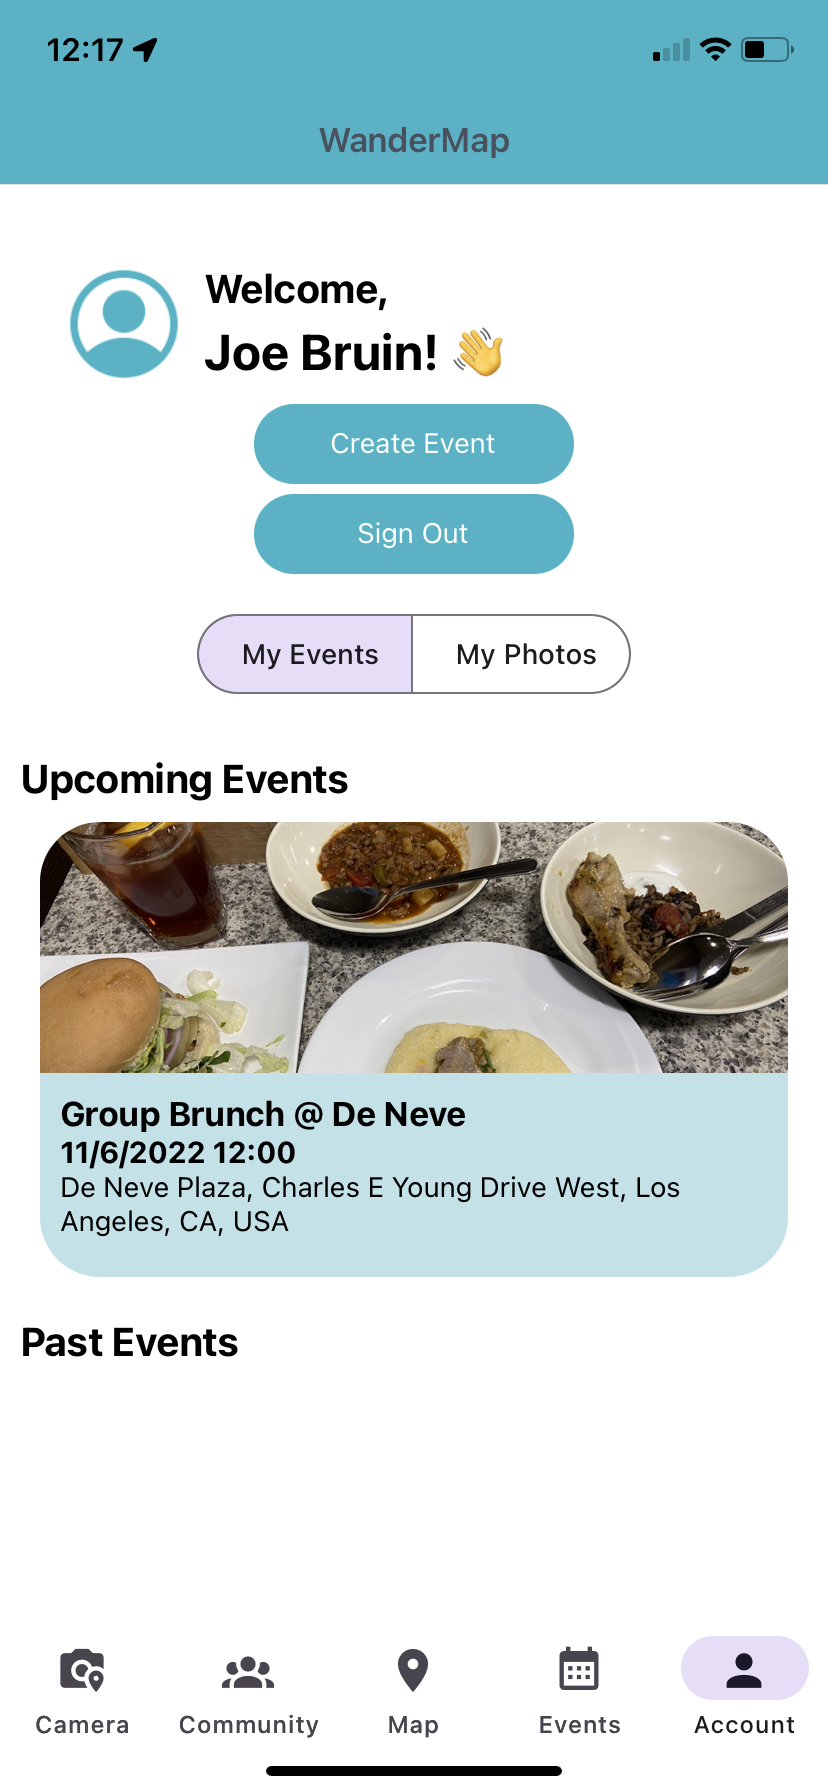 12:17
WanderMap
Welcome,
Joe Bruin! 👋
Create Event
Sign Out
My Events
My Photos
Upcoming Events
Group Brunch @ De Neve
11/6/2022 12:00
De Neve Plaza, Charles E Young Drive West, Los
Angeles, CA, USA
Past Events
Camera
Community
Map
Events
Account